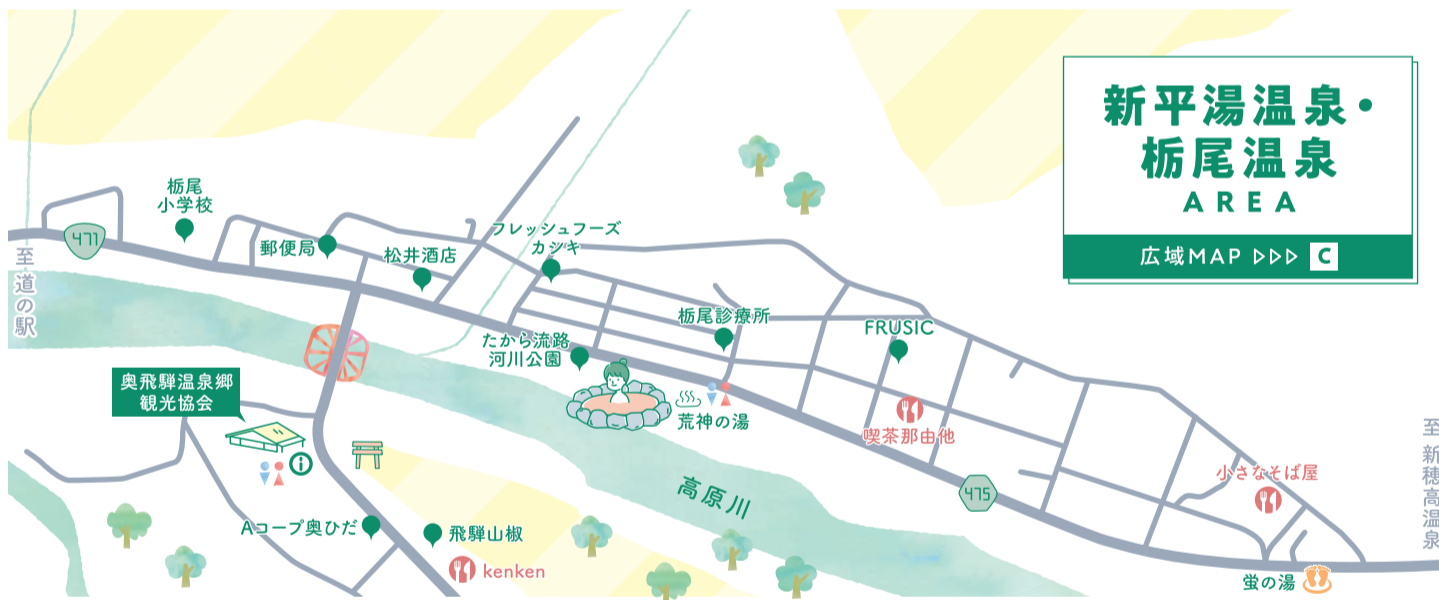 新平湯温泉・
栃尾温泉
AREA
広域MAP ▷▷▷ C
471
至 道の駅
栃尾
小学校
郵便局
松井酒店
フレッシュフーズ
カシキ
栃尾診療所
FRUSIC
たから流路
河川公園
荒神の湯
喫茶那由他
奥飛騨温泉郷
観光協会
高原川
475
小さなそば屋
至 新穂高温泉
Aコープ奥ひだ
飛騨山椒
kenken
蛍の湯